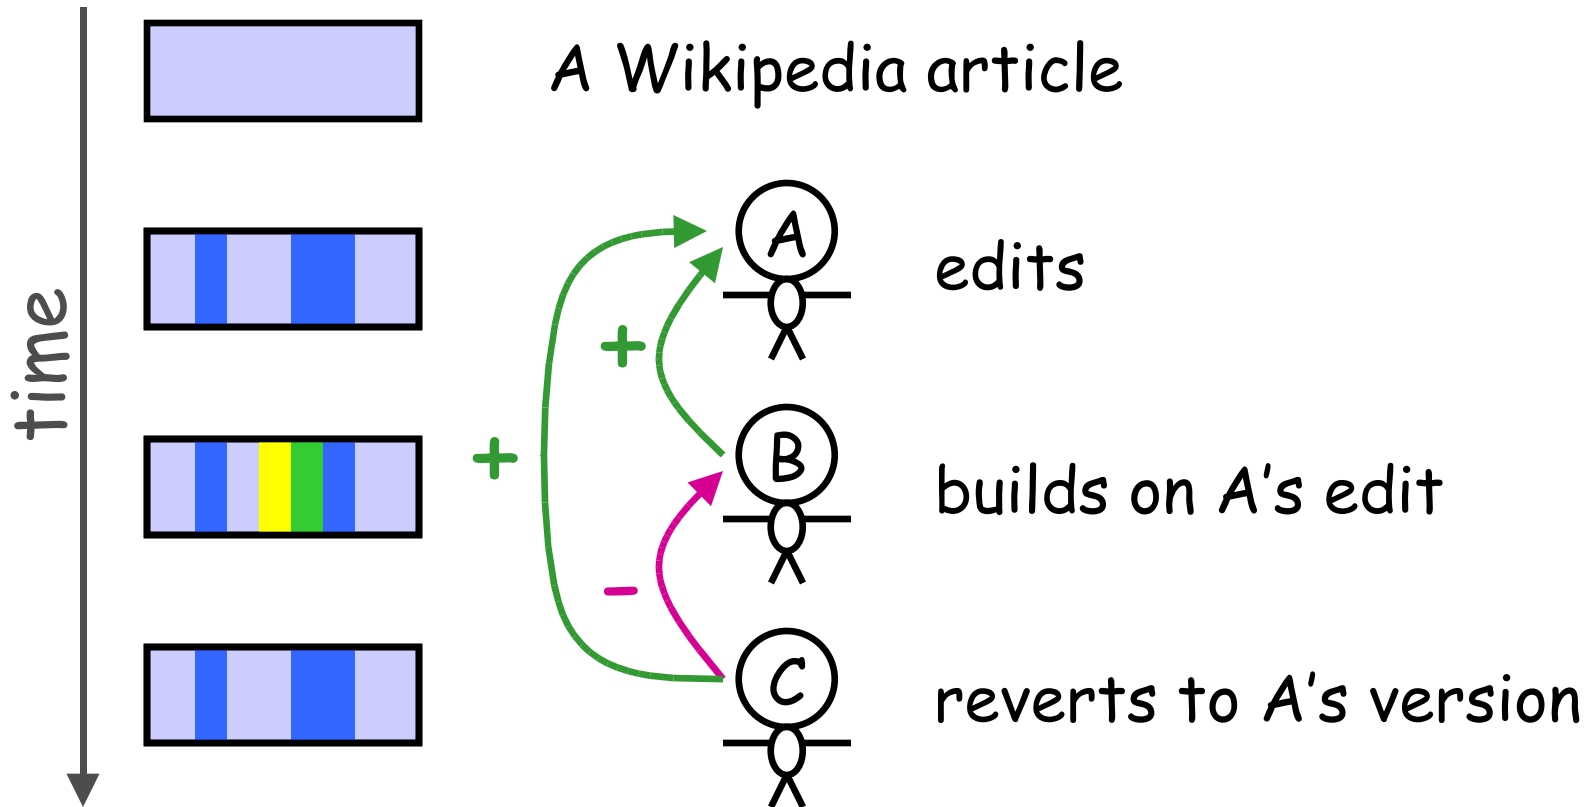 A Wikipedia article
time
A
edits
+
+
B
builds on A's edit
-
C
reverts to A's version